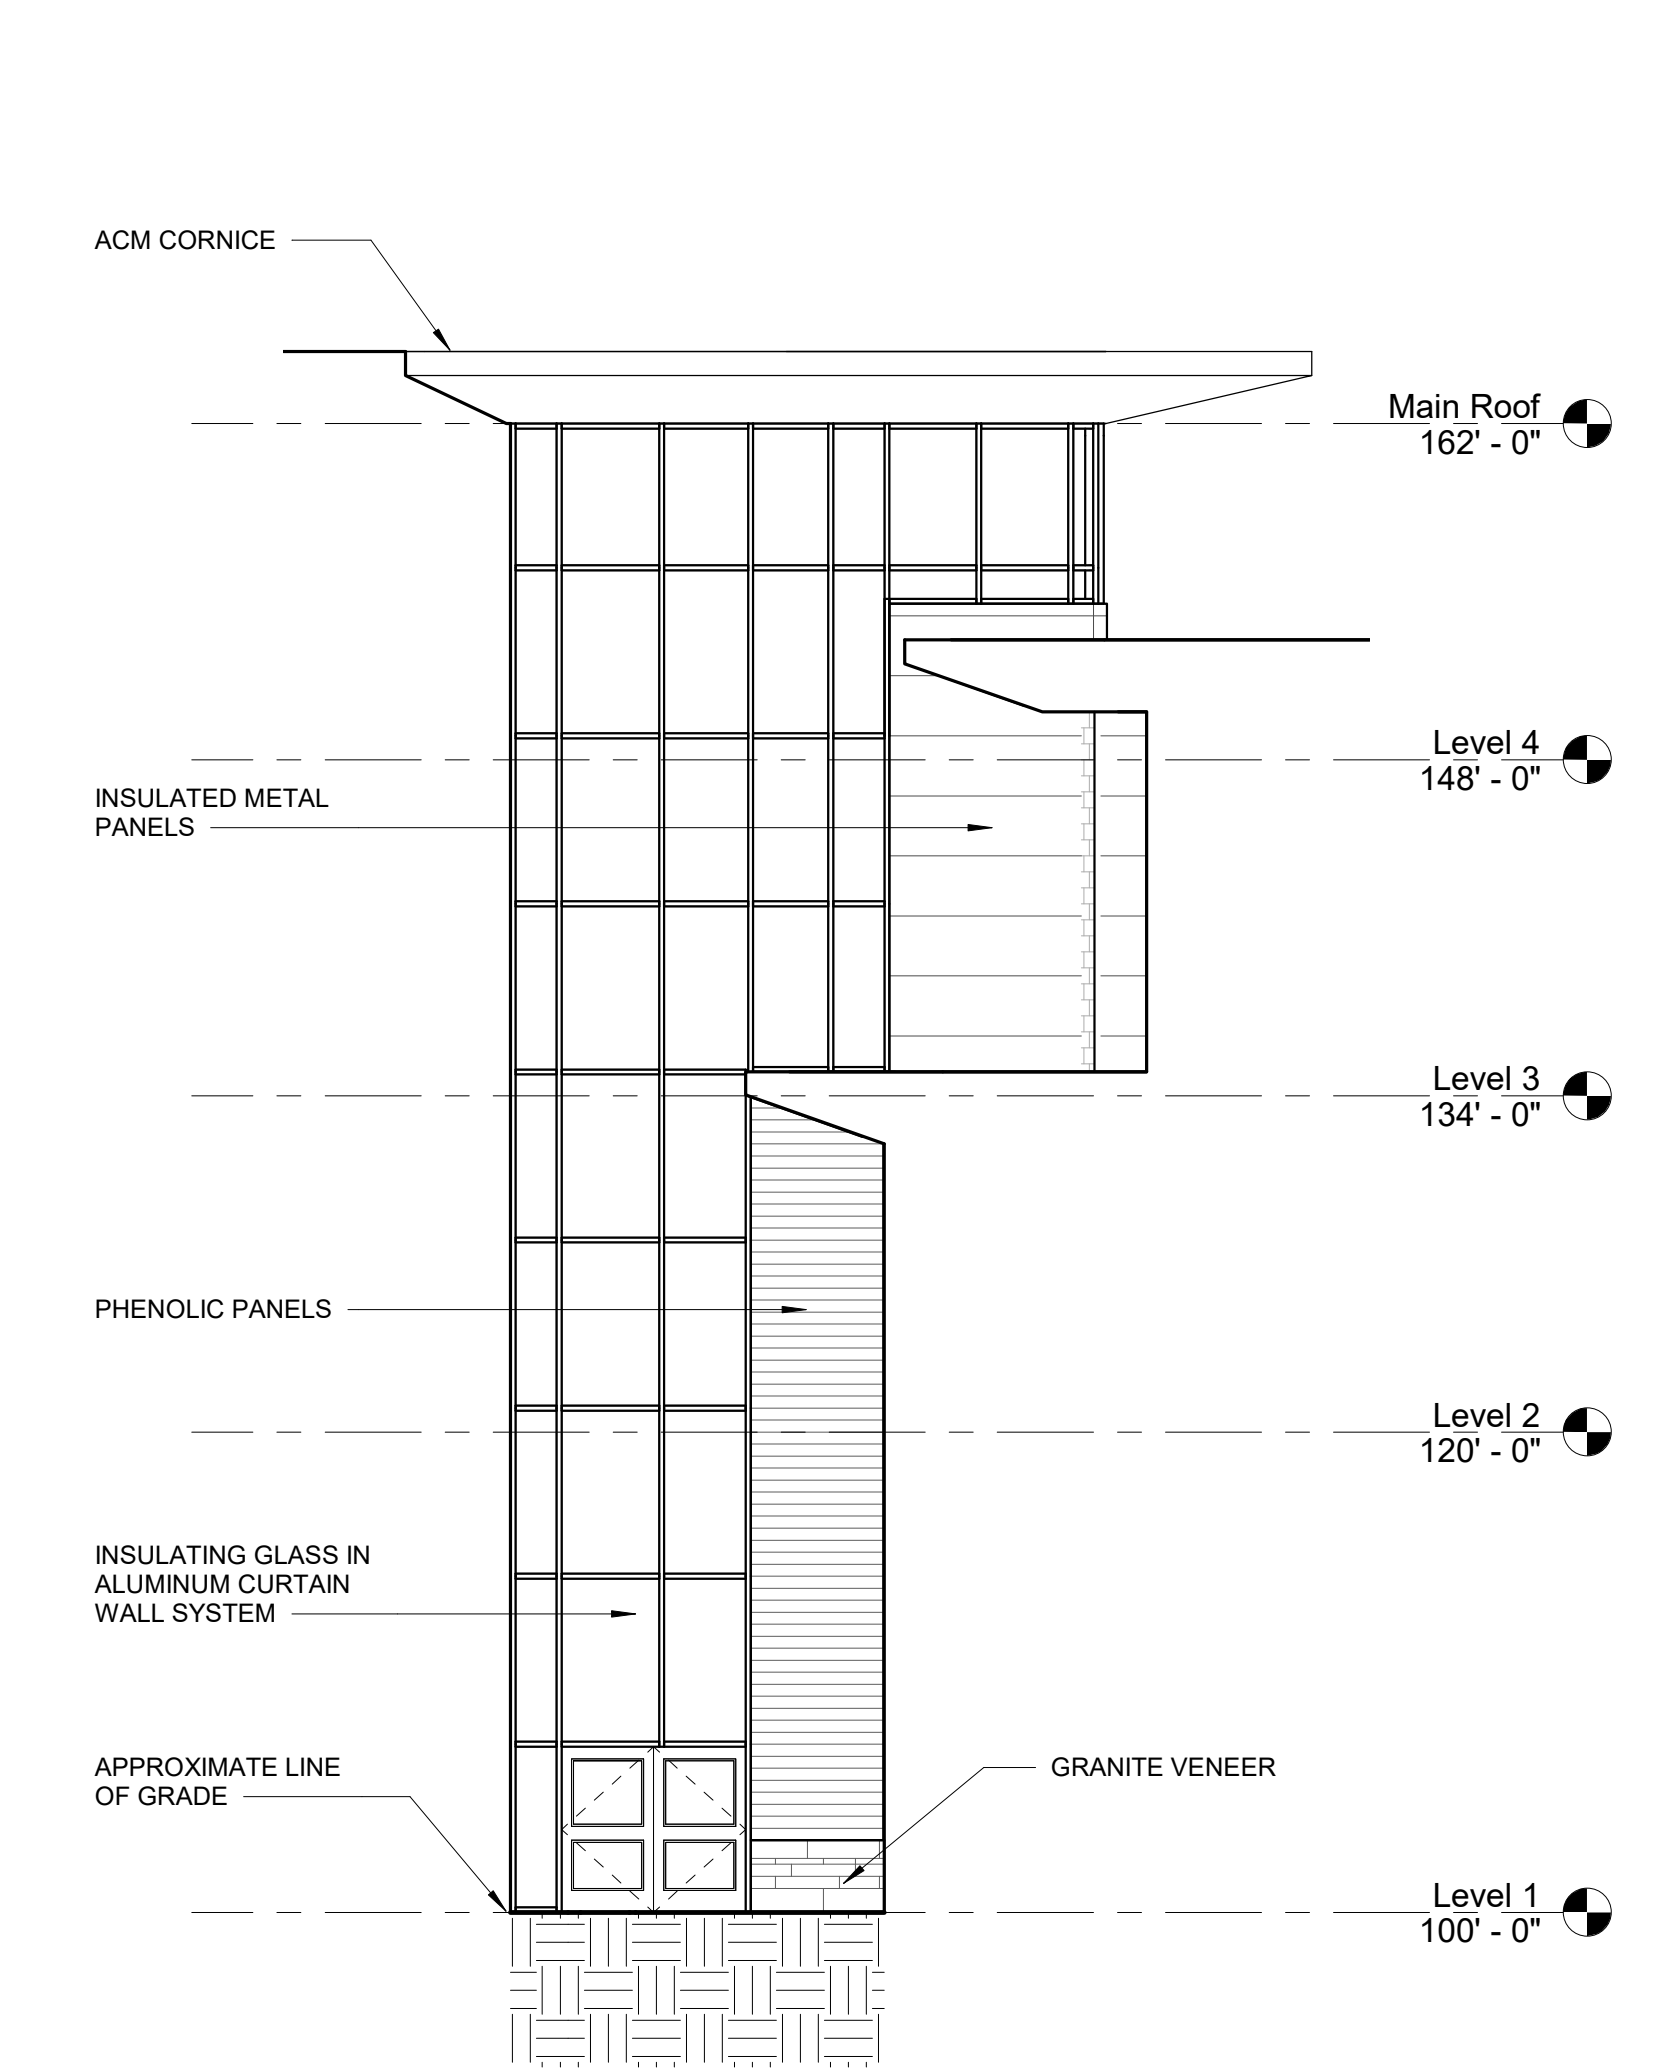 ACM CORNICE
Main Roof
162' - 0"
Level 4
148' - 0"
INSULATED METAL
PANELS
Level 3
134' - 0"
PHENOLIC PANELS
Level 2
120' - 0"
INSULATING GLASS IN
ALUMINUM CURTAIN
WALL SYSTEM
APPROXIMATE LINE
OF GRADE
GRANITE VENEER
Level 1
100' - 0"